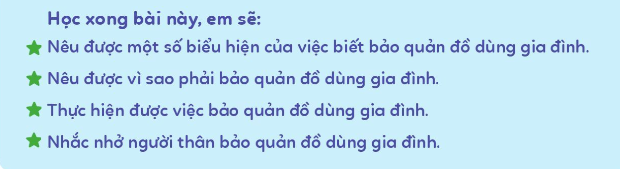 Học xong bài này, em sẽ:
Nêu được một số biểu hiện của việc biết bảo quản đồ dùng gia đình.
Nêu được vì sao phải bảo quản đồ dùng gia đình.
Thực hiện được việc bảo quản đồ dùng gia đình.
Nhắc nhở người thân bảo quản đồ dùng gia đình.